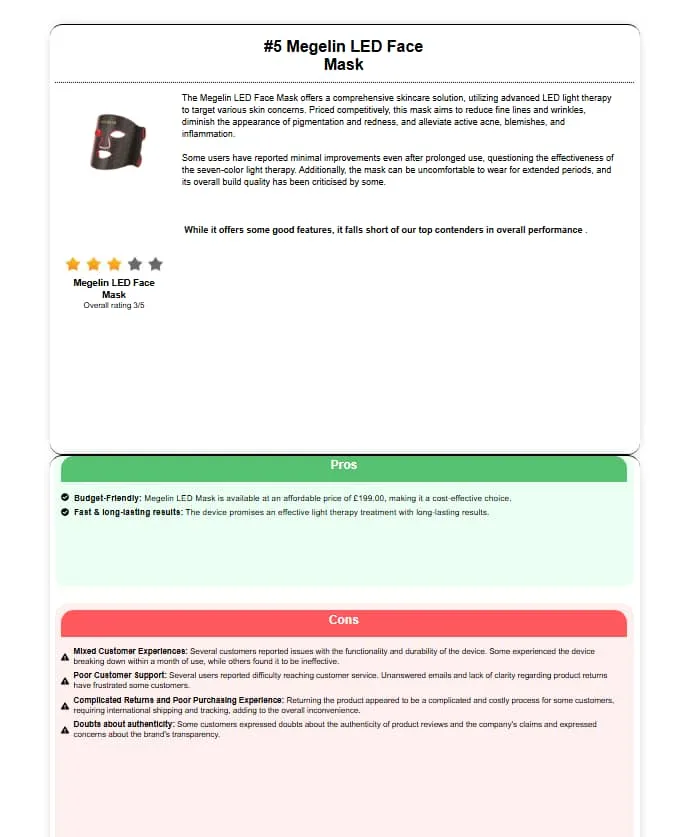 #5 Megelin LED Face
Mask
The Megelin LED Face Mask offers a comprehensive skincare solution, utilizing advanced LED light therapy
to target various skin concerns. Priced competitively, this mask aims to reduce fine lines and wrinkles,
diminish the appearance of pigmentation and redness, and alleviate active acne, blemishes, and
inflammation.
Some users have reported minimal improvements even after prolonged use, questioning the effectiveness of
the seven-color light therapy. Additionally, the mask can be uncomfortable to wear for extended periods, and
its overall build quality has been criticised by some.
While it offers some good features, it falls short of our top contenders in overall performance .
Megelin LED Face
Mask
Overall rating 3/5
Pros
Budget-Friendly: Megelin LED Mask is available at an affordable price of £199.00, making it a cost-effective choice.
Fast & long-lasting results: The device promises an effective light therapy treatment with long-lasting results.
Cons
Mixed Customer Experiences: Several customers reported issues with the functionality and durability of the device. Some experienced the device
breaking down within a month of use, while others found it to be ineffective.
Poor Customer Support: Several users reported difficulty reaching customer service. Unanswered emails and lack of clarity regarding product returns
have frustrated some customers.
Complicated Returns and Poor Purchasing Experience: Returning the product appeared to be a complicated and costly process for some customers,
requiring international shipping and tracking, adding to the overall inconvenience.
Doubts about authenticity: Some customers expressed doubts about the authenticity of product reviews and the company's claims and expressed
concerns about the brand's transparency.